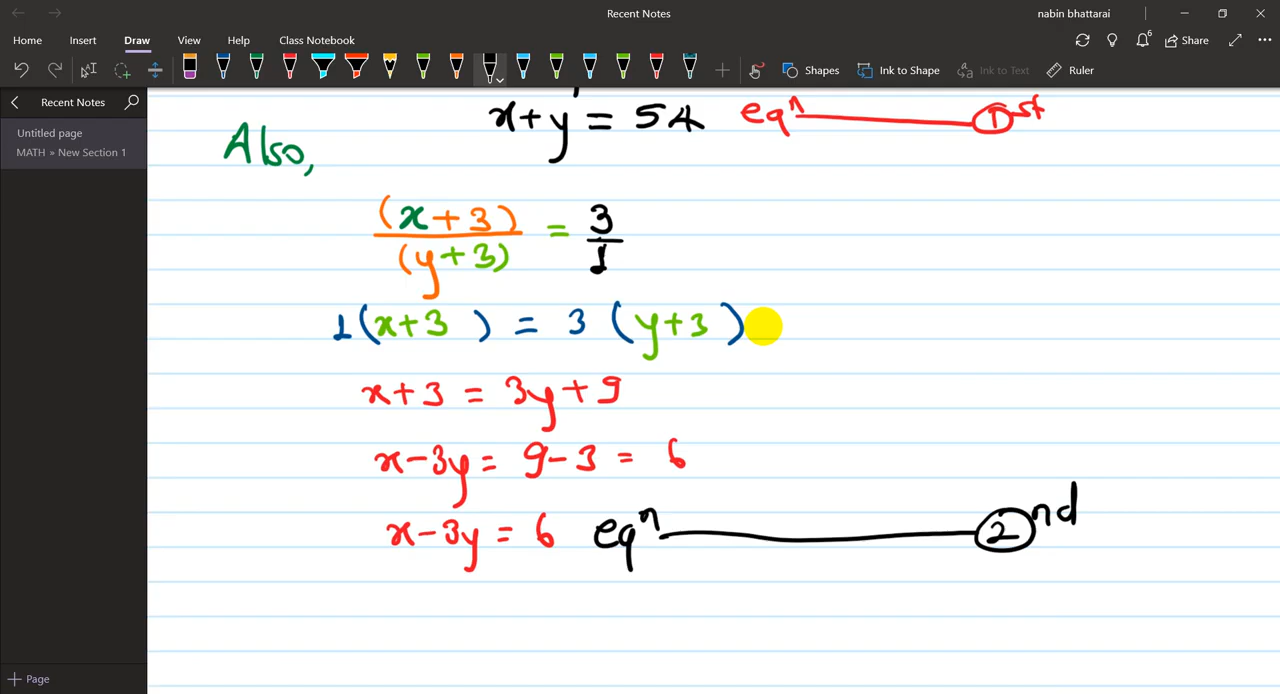 Recent Notes
nabin bhattarai
Home Insert Draw View Help Class Notebook
Share
Shapes Ink to Shape Ink to Text Ruler
Recent Notes
Untitled page
MATH » New Section 1
x+y = 54 eqⁿ 1st
Also,
(x+3)/(y+3) = 3/1
1(x+3) = 3(y+3)
x+3 = 3y+9
x-3y = 9-3 = 6
x-3y = 6 eqⁿ 2nd
Page